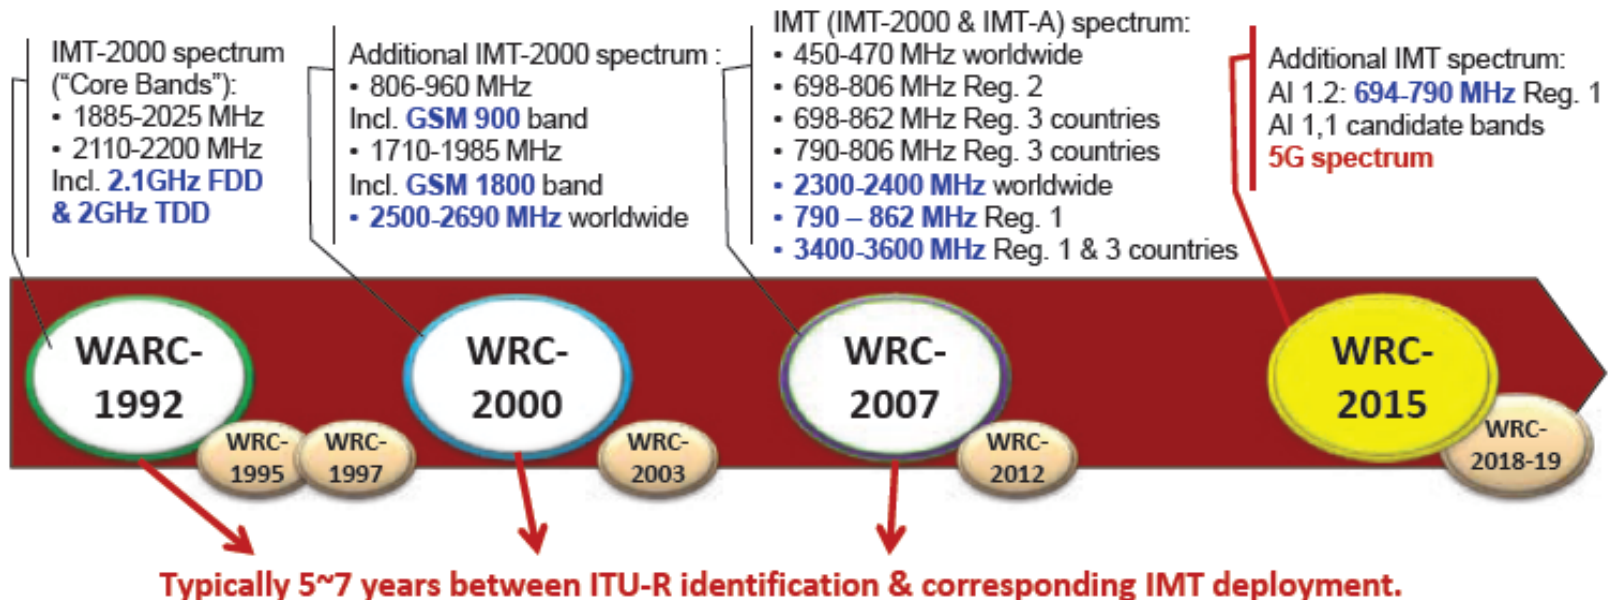 IMT-2000 spectrum
("Core Bands"):
• 1885-2025 MHz
• 2110-2200 MHz
Incl. 2.1GHz FDD
& 2GHz TDD
Additional IMT-2000 spectrum :
• 806-960 MHz
Incl. GSM 900 band
• 1710-1985 MHz
Incl. GSM 1800 band
• 2500-2690 MHz worldwide
IMT (IMT-2000 & IMT-A) spectrum:
• 450-470 MHz worldwide
• 698-806 MHz Reg. 2
• 698-862 MHz Reg. 3 countries
• 790-806 MHz Reg. 3 countries
• 2300-2400 MHz worldwide
• 790 – 862 MHz Reg. 1
• 3400-3600 MHz Reg. 1 & 3 countries
Additional IMT spectrum:
AI 1.2: 694-790 MHz Reg. 1
AI 1,1 candidate bands
5G spectrum
WARC-
1992
WRC-
1995
WRC-
1997
WRC-
2000
WRC-
2003
WRC-
2007
WRC-
2012
WRC-
2015
WRC-
2018-19
Typically 5~7 years between ITU-R identification & corresponding IMT deployment.